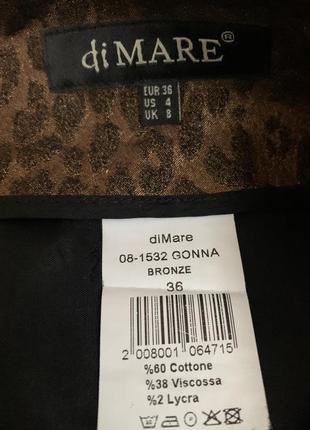 diMARE®
EUR 36
US 4
UK 8
diMare
08-1532 GONNA
BRONZE
36
2 008001 064715
%60 Cottone
%38 Viscossa
%2 Lycra